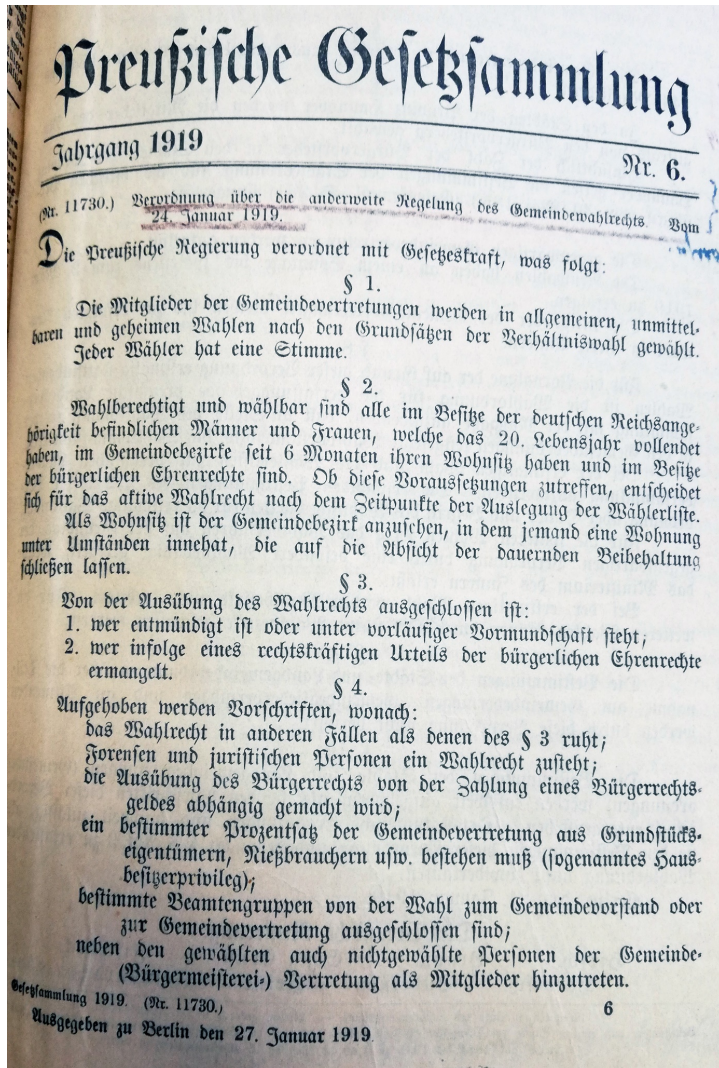 Preußische Gesetzsammlung
Jahrgang 1919
Nr. 6.
(Nr. 11730.) Verordnung über die anderweite Regelung des Gemeindewahlrechts. Vom
24. Januar 1919.
Die Preußische Regierung verordnet mit Gesetzeskraft, was folgt:
§ 1.
Die Mitglieder der Gemeindevertretungen werden in allgemeinen, unmittel-
baren und geheimen Wahlen nach den Grundsätzen der Verhältniswahl gewählt.
Jeder Wähler hat eine Stimme.
§ 2.
Wahlberechtigt und wählbar sind alle im Besitze der deutschen Reichsange-
hörigkeit befindlichen Männer und Frauen, welche das 20. Lebensjahr vollendet
haben, im Gemeindebezirke seit 6 Monaten ihren Wohnsitz haben und im Besitze
der bürgerlichen Ehrenrechte sind. Ob diese Voraussetzungen zutreffen, entscheidet
sich für das aktive Wahlrecht nach dem Zeitpunkte der Auslegung der Wählerliste.
Als Wohnsitz ist der Gemeindebezirk anzusehen, in dem jemand eine Wohnung
unter Umständen innehat, die auf die Absicht der dauernden Beibehaltung
schließen lassen.
§ 3.
Von der Ausübung des Wahlrechts ausgeschlossen ist:
1. wer entmündigt ist oder unter vorläufiger Vormundschaft steht;
2. wer infolge eines rechtskräftigen Urteils der bürgerlichen Ehrenrechte
ermangelt.
§ 4.
Aufgehoben werden Vorschriften, wonach:
das Wahlrecht in anderen Fällen als denen des § 3 ruht;
Forensen und juristischen Personen ein Wahlrecht zusteht;
die Ausübung des Bürgerrechts von der Zahlung eines Bürgerrechts-
geldes abhängig gemacht wird;
ein bestimmter Prozentsatz der Gemeindevertretung aus Grundstücks-
eigentümern, Nießbrauchern usw. bestehen muß (sogenanntes Haus-
besitzerprivileg);
bestimmte Beamtengruppen von der Wahl zum Gemeindevorstand oder
zur Gemeindevertretung ausgeschlossen sind;
neben den gewählten auch nichtgewählte Personen der Gemeinde-
(Bürgermeisterei-) Vertretung als Mitglieder hinzutreten.
Gesetzsammlung 1919. (Nr. 11730.)
6
Ausgegeben zu Berlin den 27. Januar 1919.